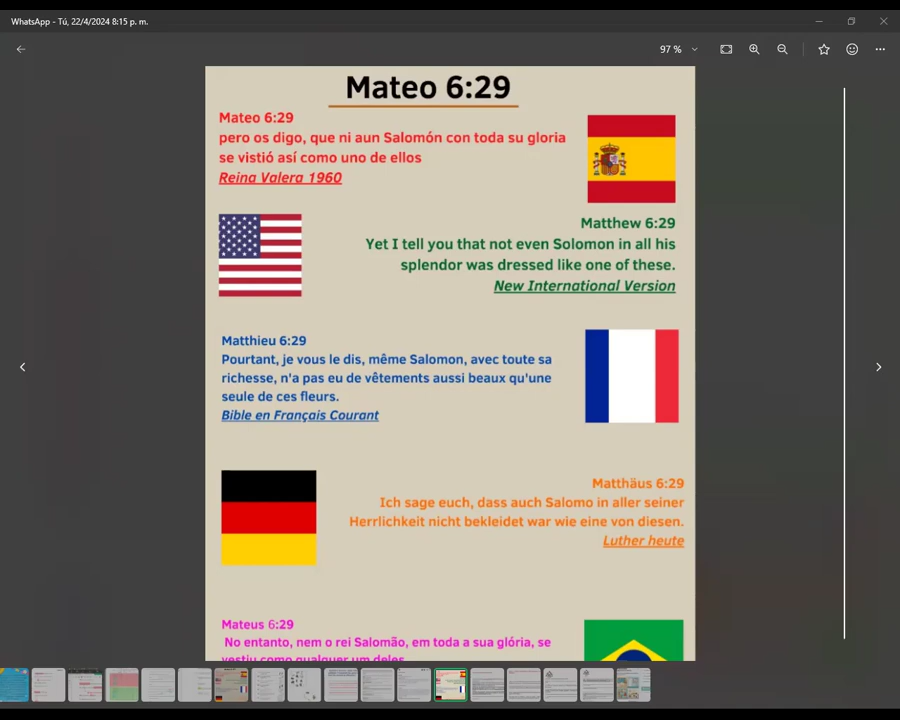 WhatsApp - Tú, 22/4/2024 8:15 p. m.
97 %
Mateo 6:29
Mateo 6:29
pero os digo, que ni aun Salomón con toda su gloria
se vistió así como uno de ellos
Reina Valera 1960
Matthew 6:29
Yet I tell you that not even Solomon in all his
splendor was dressed like one of these.
New International Version
Matthieu 6:29
Pourtant, je vous le dis, même Salomon, avec toute sa
richesse, n'a pas eu de vêtements aussi beaux qu'une
seule de ces fleurs.
Bible en Français Courant
Matthäus 6:29
Ich sage euch, dass auch Salomo in aller seiner
Herrlichkeit nicht bekleidet war wie eine von diesen.
Luther heute
Mateus 6:29
No entanto, nem o rei Salomão, em toda a sua glória, se
vestiu como qualquer um deles